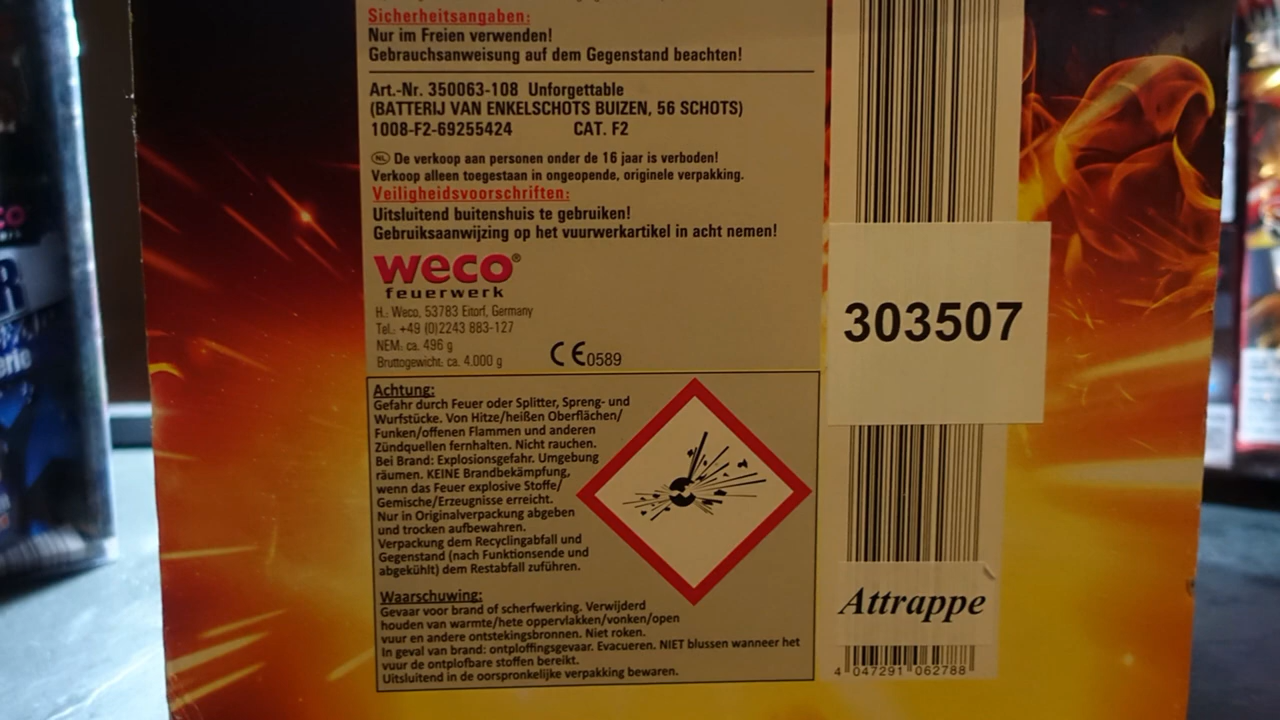 Sicherheitsangaben:
Nur im Freien verwenden!
Gebrauchsanweisung auf dem Gegenstand beachten!
Art.-Nr. 350063-108 Unforgettable
(BATTERIJ VAN ENKELSCHOTS BUIZEN, 56 SCHOTS)
1008-F2-69255424 CAT. F2
NL De verkoop aan personen onder de 16 jaar is verboden!
Verkoop alleen toegestaan in ongeopende, originele verpakking.
Veiligheidsvoorschriften:
Uitsluitend buitenshuis te gebruiken!
Gebruiksaanwijzing op het vuurwerkartikel in acht nemen!
weco®
feuerwerk
H.: Weco, 53783 Eitorf, Germany
Tel.: +49 (0)2243 883-127
NEM: ca. 496 g
Bruttogewicht: ca. 4.000 g
CE0589
Achtung:
Gefahr durch Feuer oder Splitter, Spreng- und
Wurfstücke. Von Hitze/heißen Oberflächen/
Funken/offenen Flammen und anderen
Zündquellen fernhalten. Nicht rauchen.
Bei Brand: Explosionsgefahr. Umgebung
räumen. KEINE Brandbekämpfung,
wenn das Feuer explosive Stoffe/
Gemische/Erzeugnisse erreicht.
Nur in Originalverpackung abgeben
und trocken aufbewahren.
Verpackung dem Recyclingabfall und
Gegenstand (nach Funktionsende und
abgekühlt) dem Restabfall zuführen.
Waarschuwing:
Gevaar voor brand of scherfwerking. Verwijderd
houden van warmte/hete oppervlakken/vonken/open
vuur en andere ontstekingsbronnen. Niet roken.
In geval van brand: ontploffingsgevaar. Evacueren. NIET blussen wanneer het
vuur de ontplofbare stoffen bereikt.
Uitsluitend in de oorspronkelijke verpakking bewaren.
303507
Attrappe
4 047291 062788